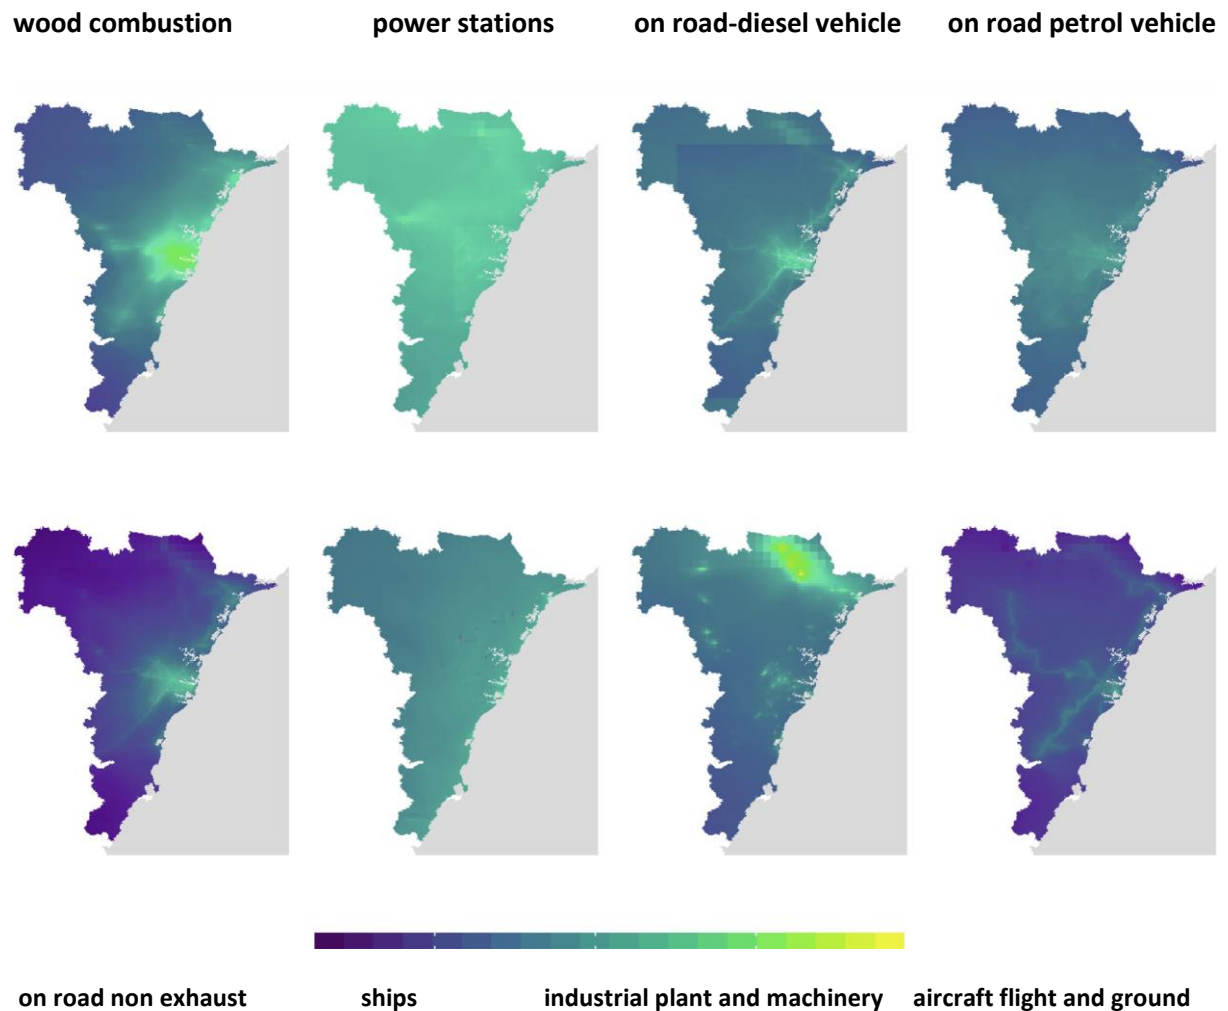 wood combustion power stations on road-diesel vehicle on road petrol vehicle
on road non exhaust ships industrial plant and machinery aircraft flight and ground